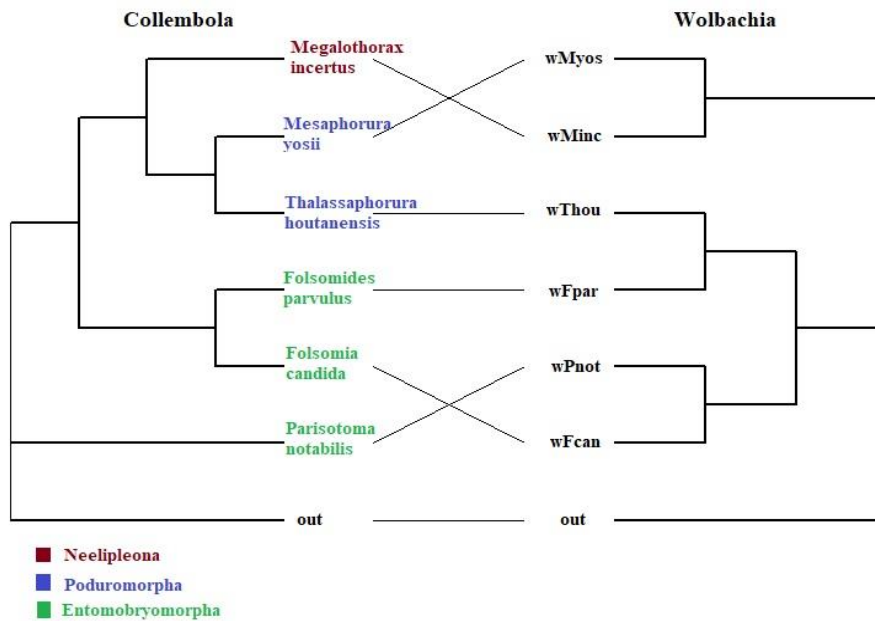 Collembola
Wolbachia
Megalothorax
incertus
wMyos
Mesaphorura
yosii
wMinc
Thalassaphorura
houtanensis
wThou
Folsomides
parvulus
wFpar
Folsomia
candida
wPnot
Parisotoma
notabilis
wFcan
out
out
Neelipleona
Poduromorpha
Entomobryomorpha